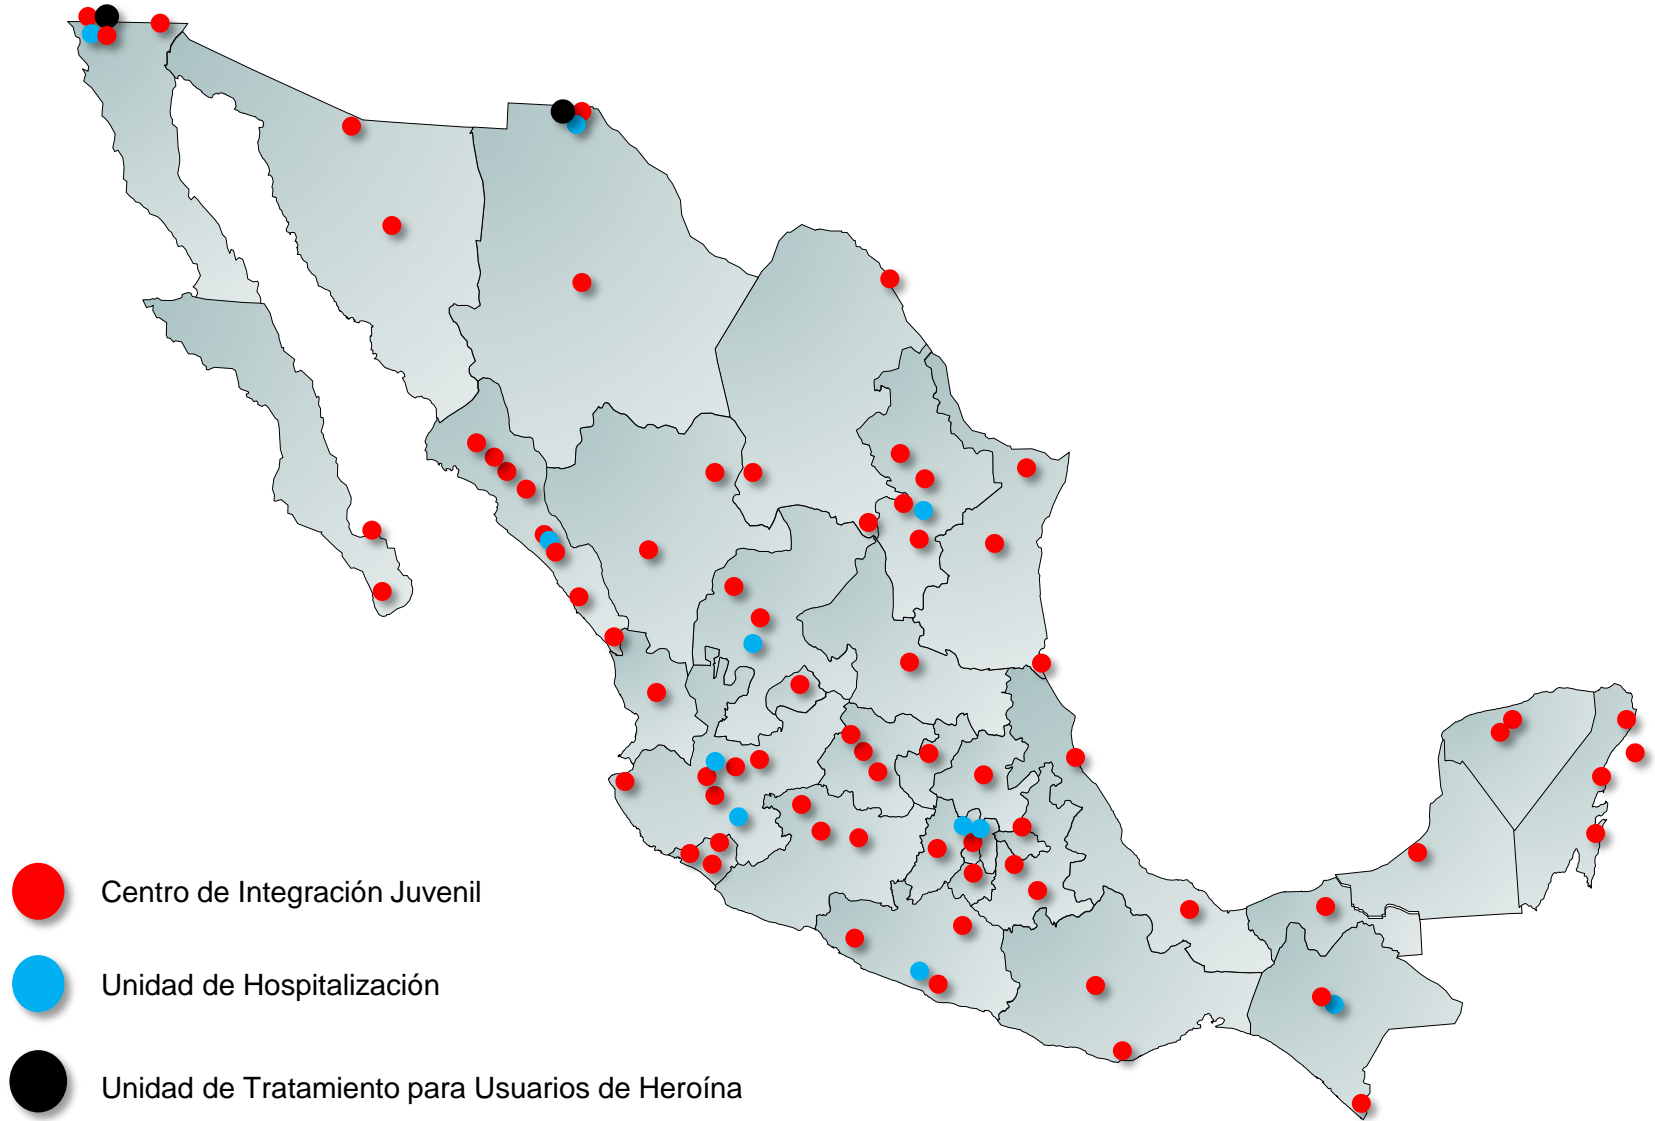 Centro de Integración Juvenil
Unidad de Hospitalización
Unidad de Tratamiento para Usuarios de Heroína